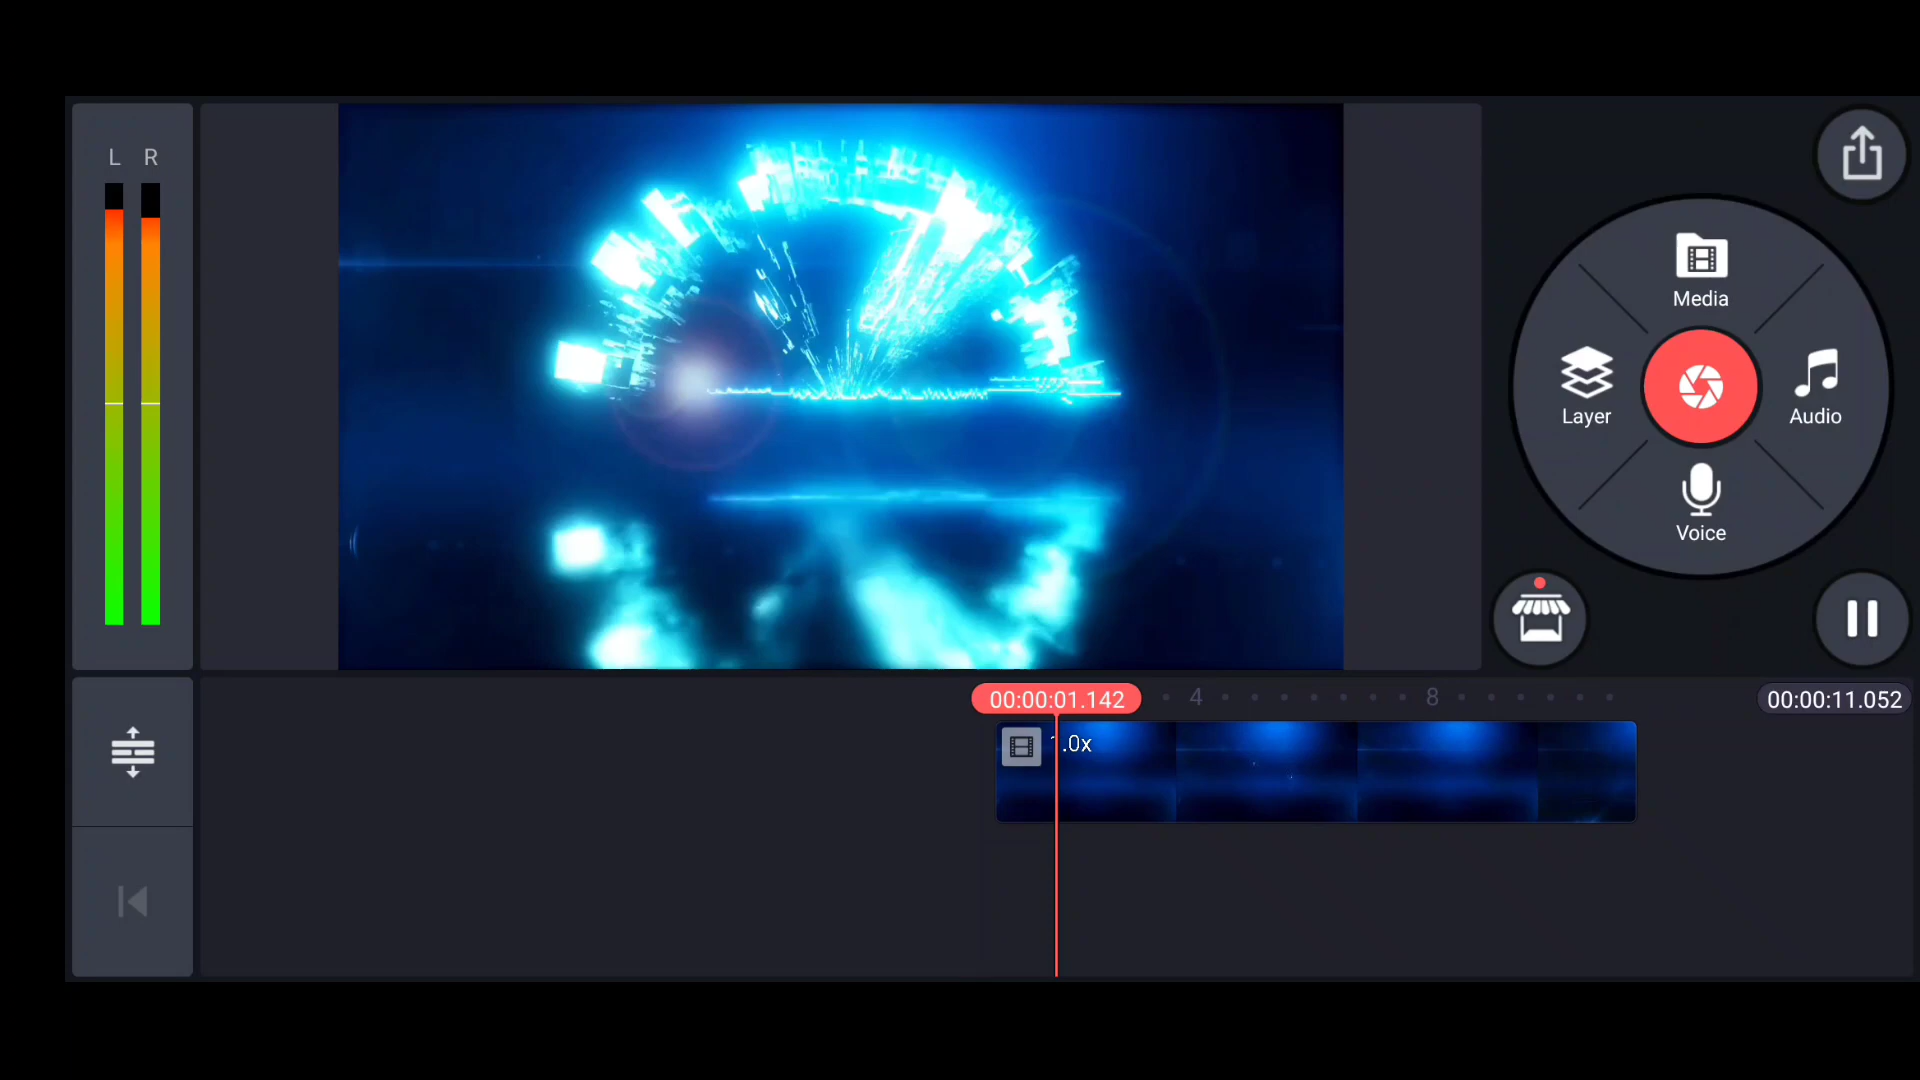 L R
Media
Layer
Audio
Voice
00:00:01.142
4
8
00:00:11.052
.0x